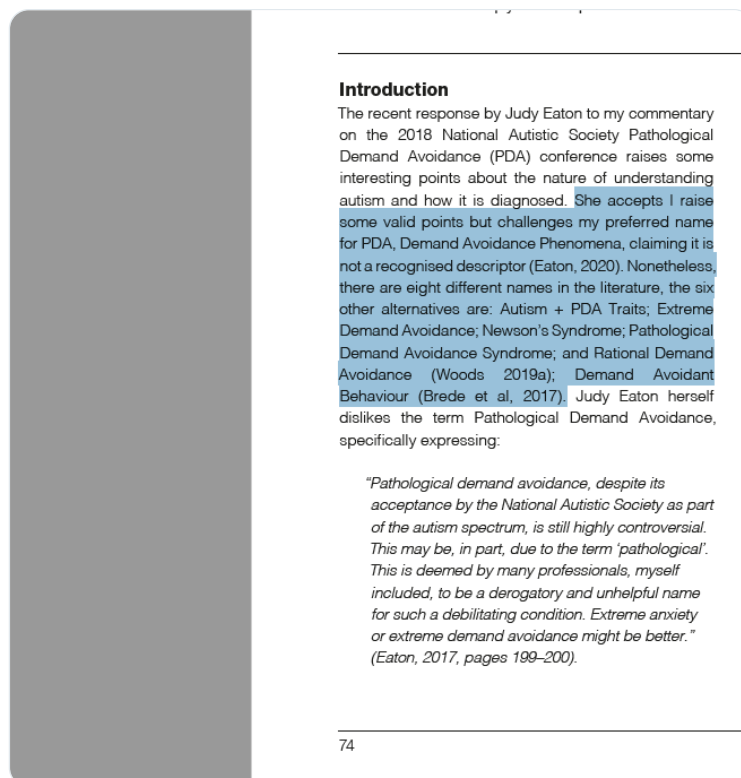 Introduction
The recent response by Judy Eaton to my commentary
on the 2018 National Autistic Society Pathological
Demand Avoidance (PDA) conference raises some
interesting points about the nature of understanding
autism and how it is diagnosed. She accepts I raise
some valid points but challenges my preferred name
for PDA, Demand Avoidance Phenomena, claiming it is
not a recognised descriptor (Eaton, 2020). Nonetheless,
there are eight different names in the literature, the six
other alternatives are: Autism + PDA Traits; Extreme
Demand Avoidance; Newson's Syndrome; Pathological
Demand Avoidance Syndrome; and Rational Demand
Avoidance (Woods 2019a); Demand Avoidant
Behaviour (Brede et al, 2017). Judy Eaton herself
dislikes the term Pathological Demand Avoidance,
specifically expressing:
“Pathological demand avoidance, despite its
acceptance by the National Autistic Society as part
of the autism spectrum, is still highly controversial.
This may be, in part, due to the term ‘pathological’.
This is deemed by many professionals, myself
included, to be a derogatory and unhelpful name
for such a debilitating condition. Extreme anxiety
or extreme demand avoidance might be better.”
(Eaton, 2017, pages 199–200).
74